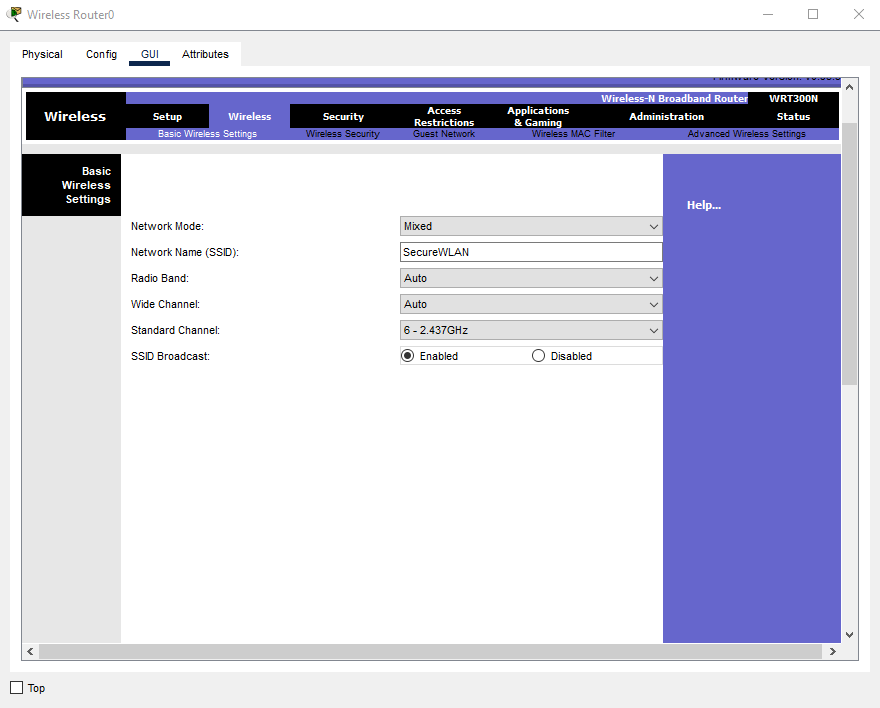 Wireless Router0
Physical Config GUI Attributes
Wireless-N Broadband Router WRT300N
Wireless
Setup Wireless Security Access Restrictions Applications & Gaming Administration Status
Basic Wireless Settings Wireless Security Guest Network Wireless MAC Filter Advanced Wireless Settings
Basic
Wireless
Settings
Help...
Network Mode: Mixed
Network Name (SSID): SecureWLAN
Radio Band: Auto
Wide Channel: Auto
Standard Channel: 6 - 2.437GHz
SSID Broadcast: Enabled Disabled
Top